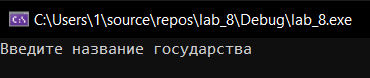 C:\Users\1\source\repos\lab_8\Debug\lab_8.exe
Введите название государства